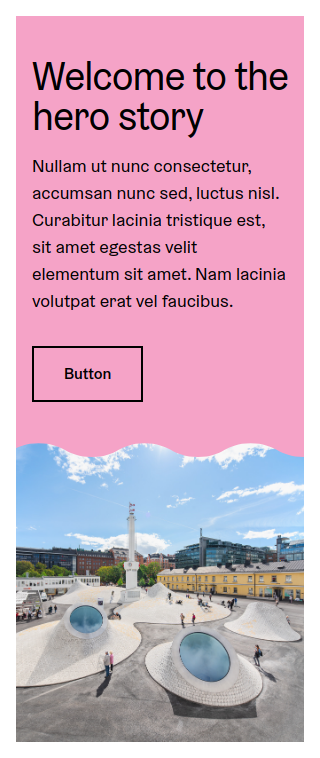 Welcome to the
hero story
Nullam ut nunc consectetur,
accumsan nunc sed, luctus nisl.
Curabitur lacinia tristique est,
sit amet egestas velit
elementum sit amet. Nam lacinia
volutpat erat vel faucibus.
Button